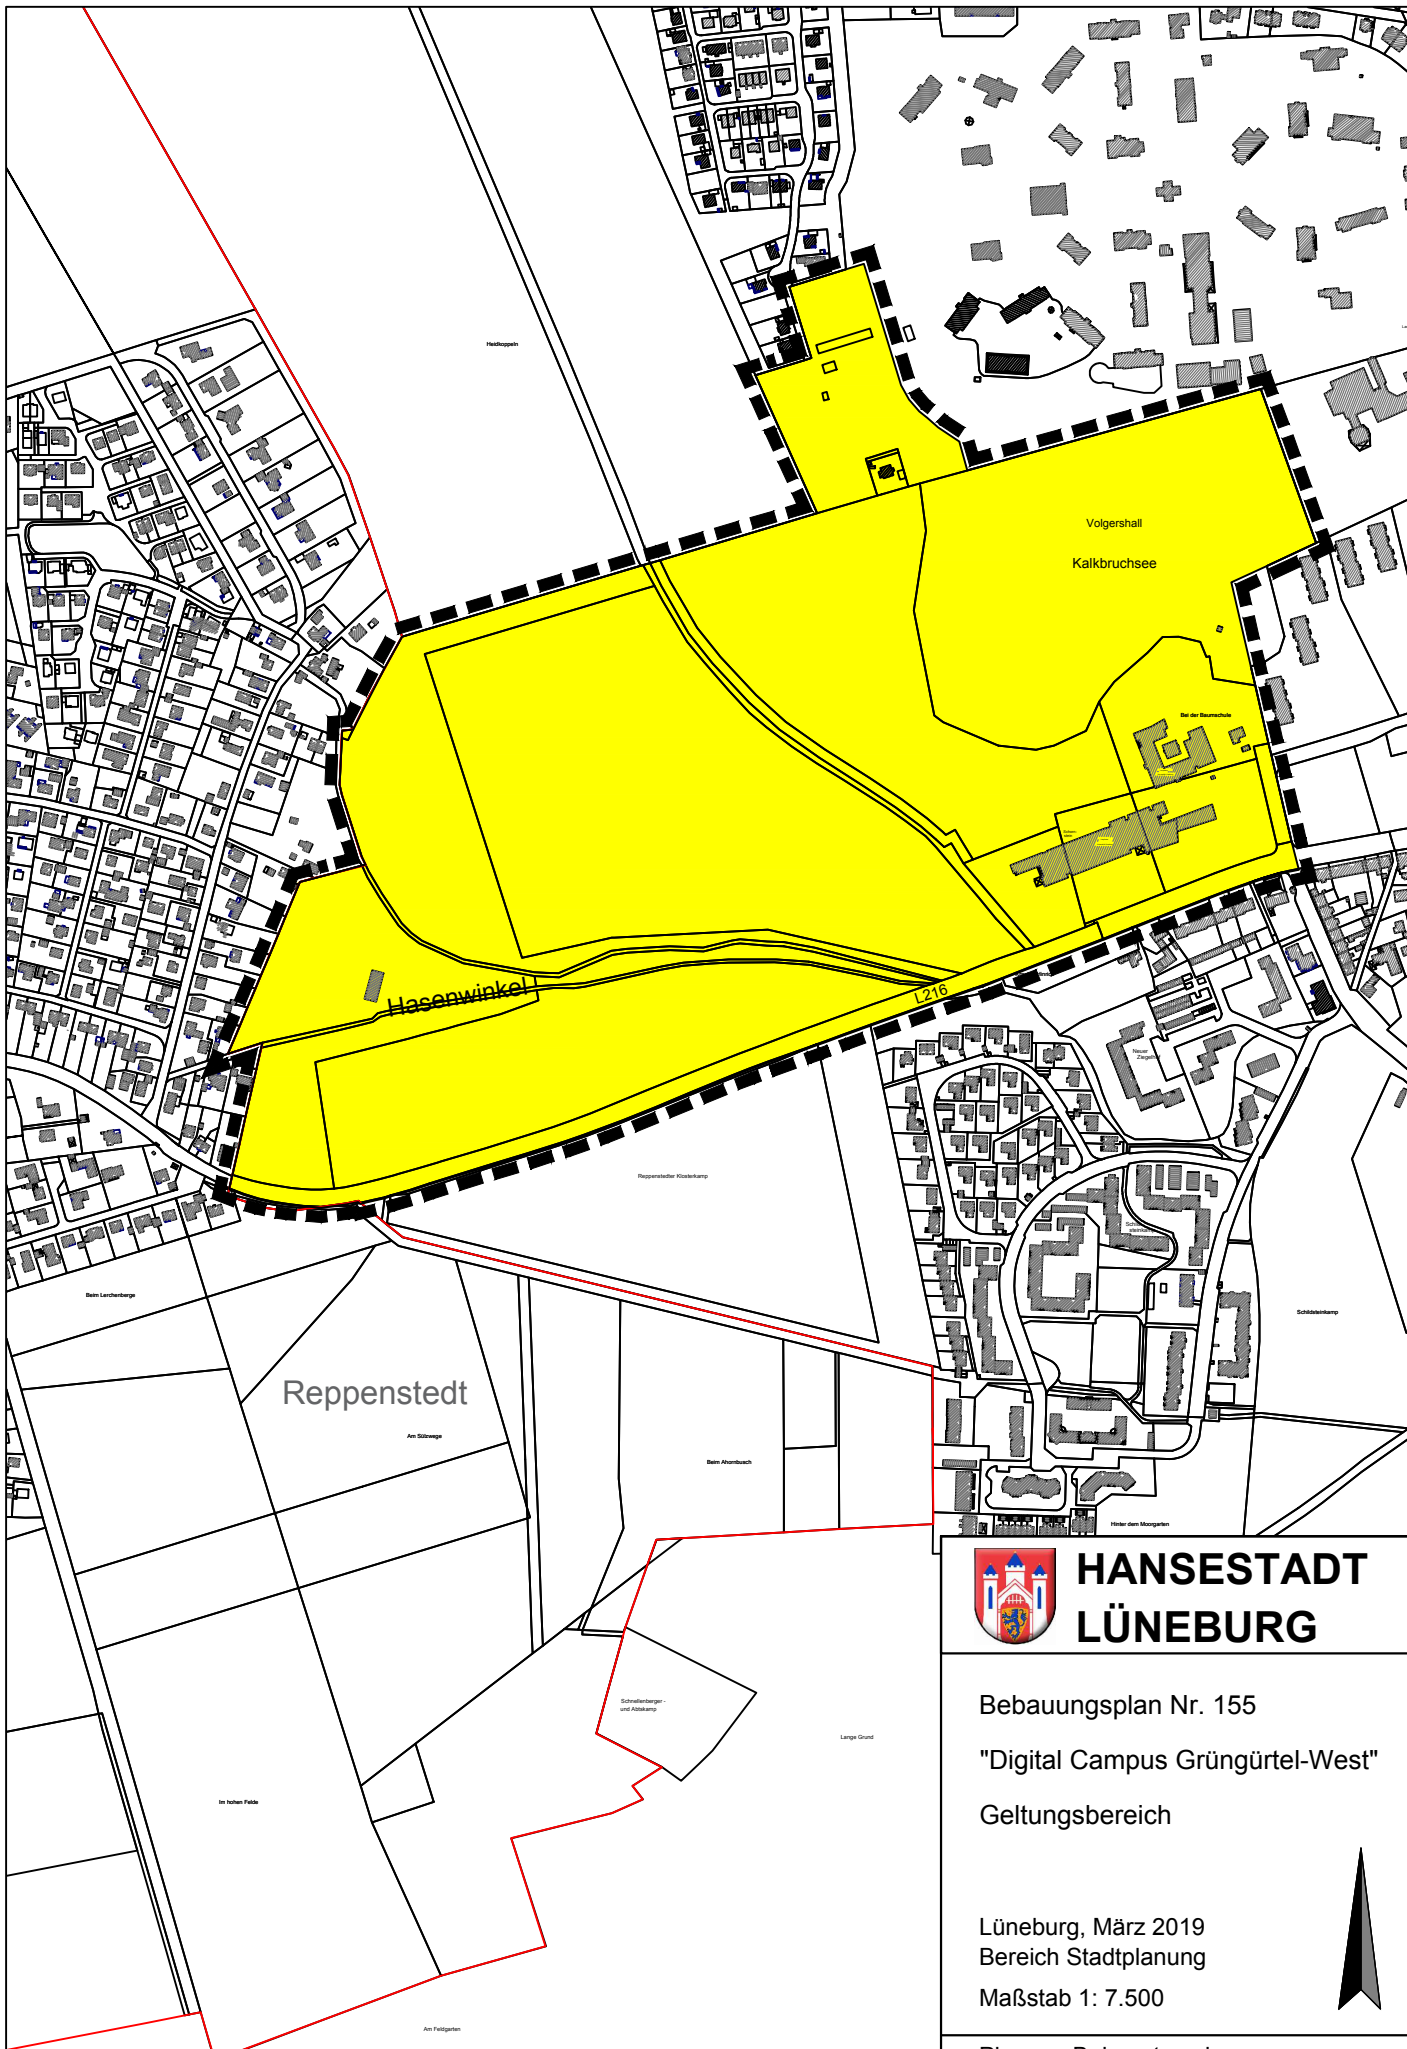 Heidkoppeln
Volgershall
Kalkbruchsee
Bei der Baumschule
Hasenwinkel
L216
Neuer
Ziegelhof
Reppenstedter Klosterkamp
Beim Lerchenberge
Schildsteinkamp
Reppenstedt
Am Sülzwege
Beim Ahornbusch
Hinter dem Moorgarten
Schnellenberger -
und Abtskamp
Lange Grund
Im hohen Felde
Am Feldgarten
HANSESTADT
LÜNEBURG
Bebauungsplan Nr. 155
"Digital Campus Grüngürtel-West"
Geltungsbereich
Lüneburg, März 2019
Bereich Stadtplanung
Maßstab 1: 7.500